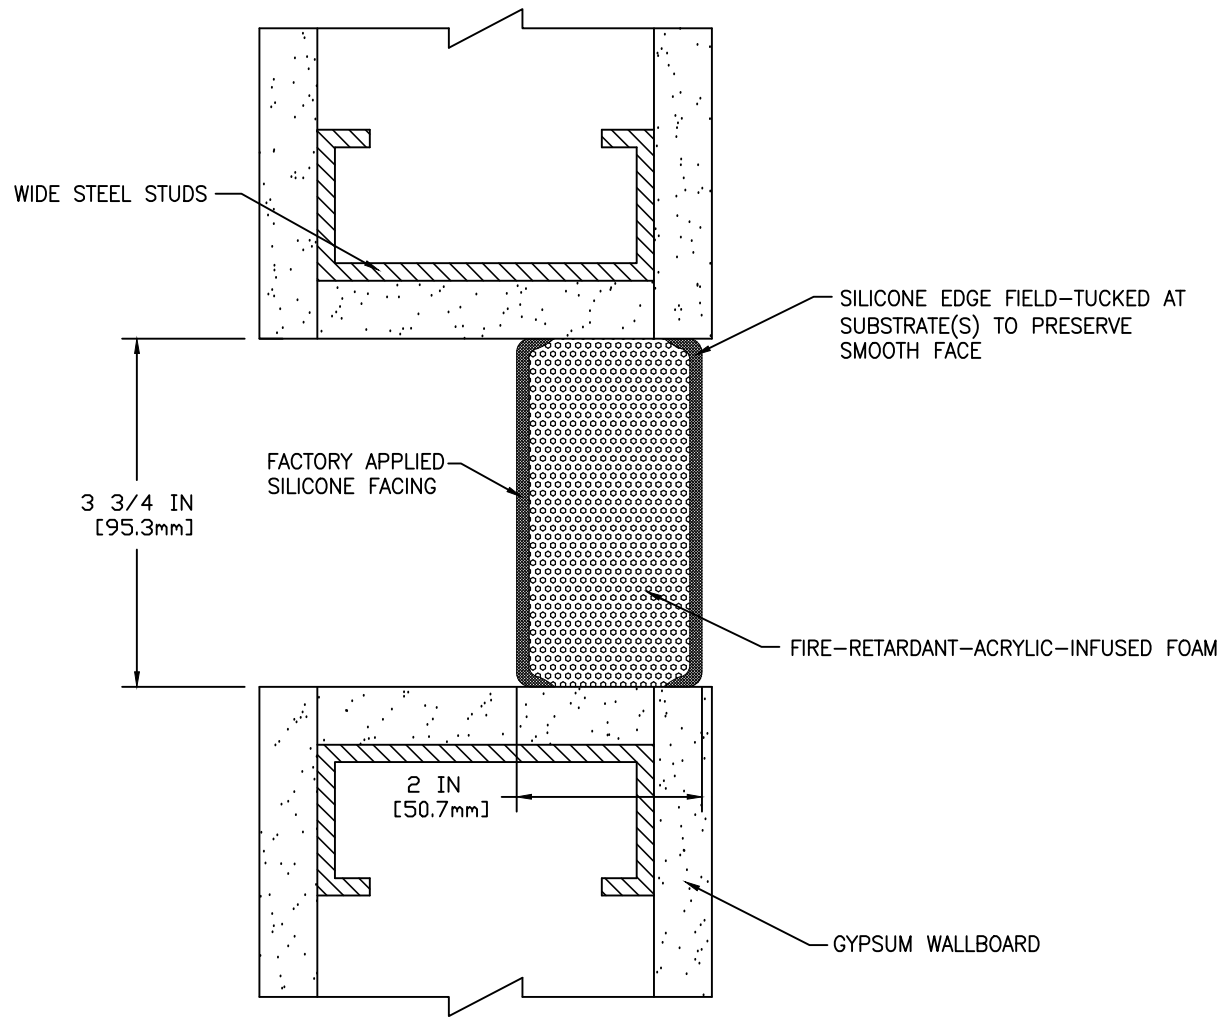 WIDE STEEL STUDS
SILICONE EDGE FIELD-TUCKED AT
SUBSTRATE(S) TO PRESERVE
SMOOTH FACE
FACTORY APPLIED
SILICONE FACING
3 3/4 IN
[95.3mm]
FIRE-RETARDANT-ACRYLIC-INFUSED FOAM
2 IN
[50.7mm]
GYPSUM WALLBOARD